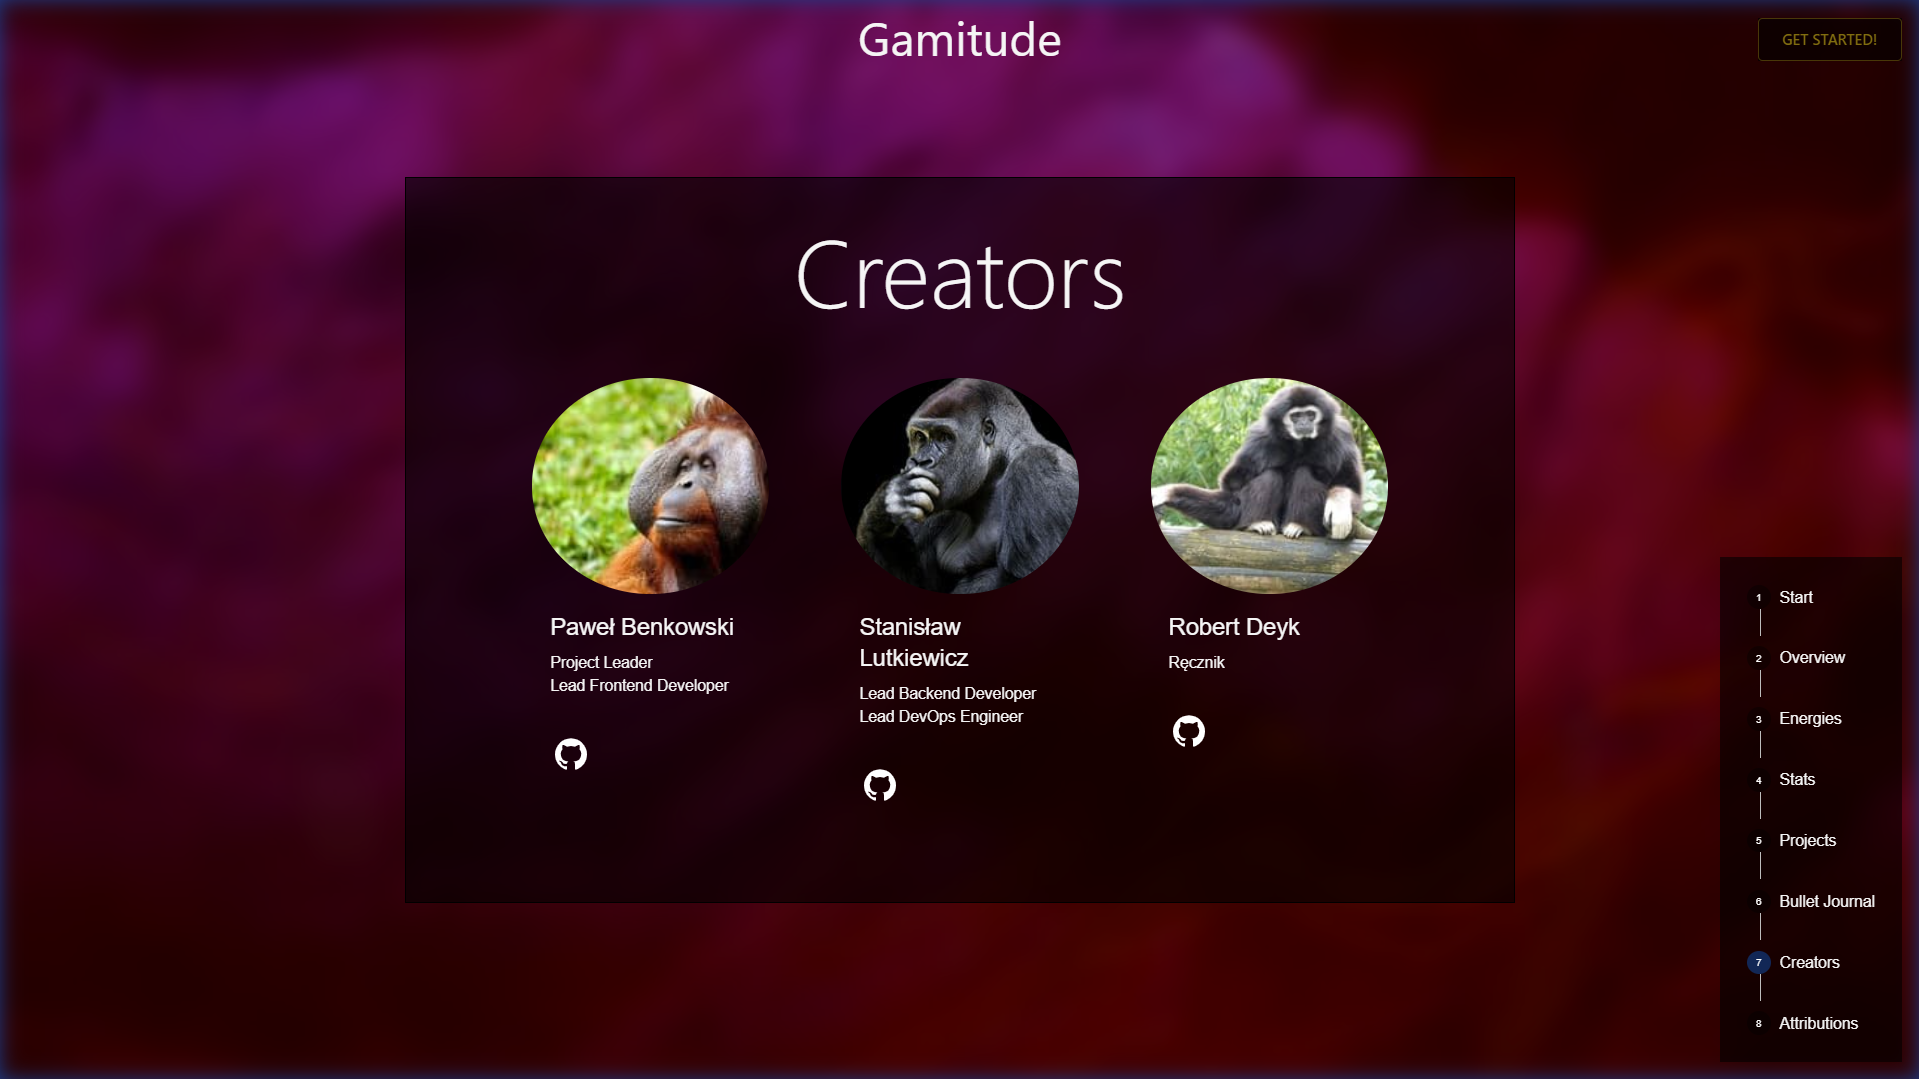 Gamitude
GET STARTED!
Creators
Paweł Benkowski
Project Leader
Lead Frontend Developer
Stanisław
Lutkiewicz
Lead Backend Developer
Lead DevOps Engineer
Robert Deyk
Ręcznik
1 Start
2 Overview
3 Energies
4 Stats
5 Projects
6 Bullet Journal
7 Creators
8 Attributions